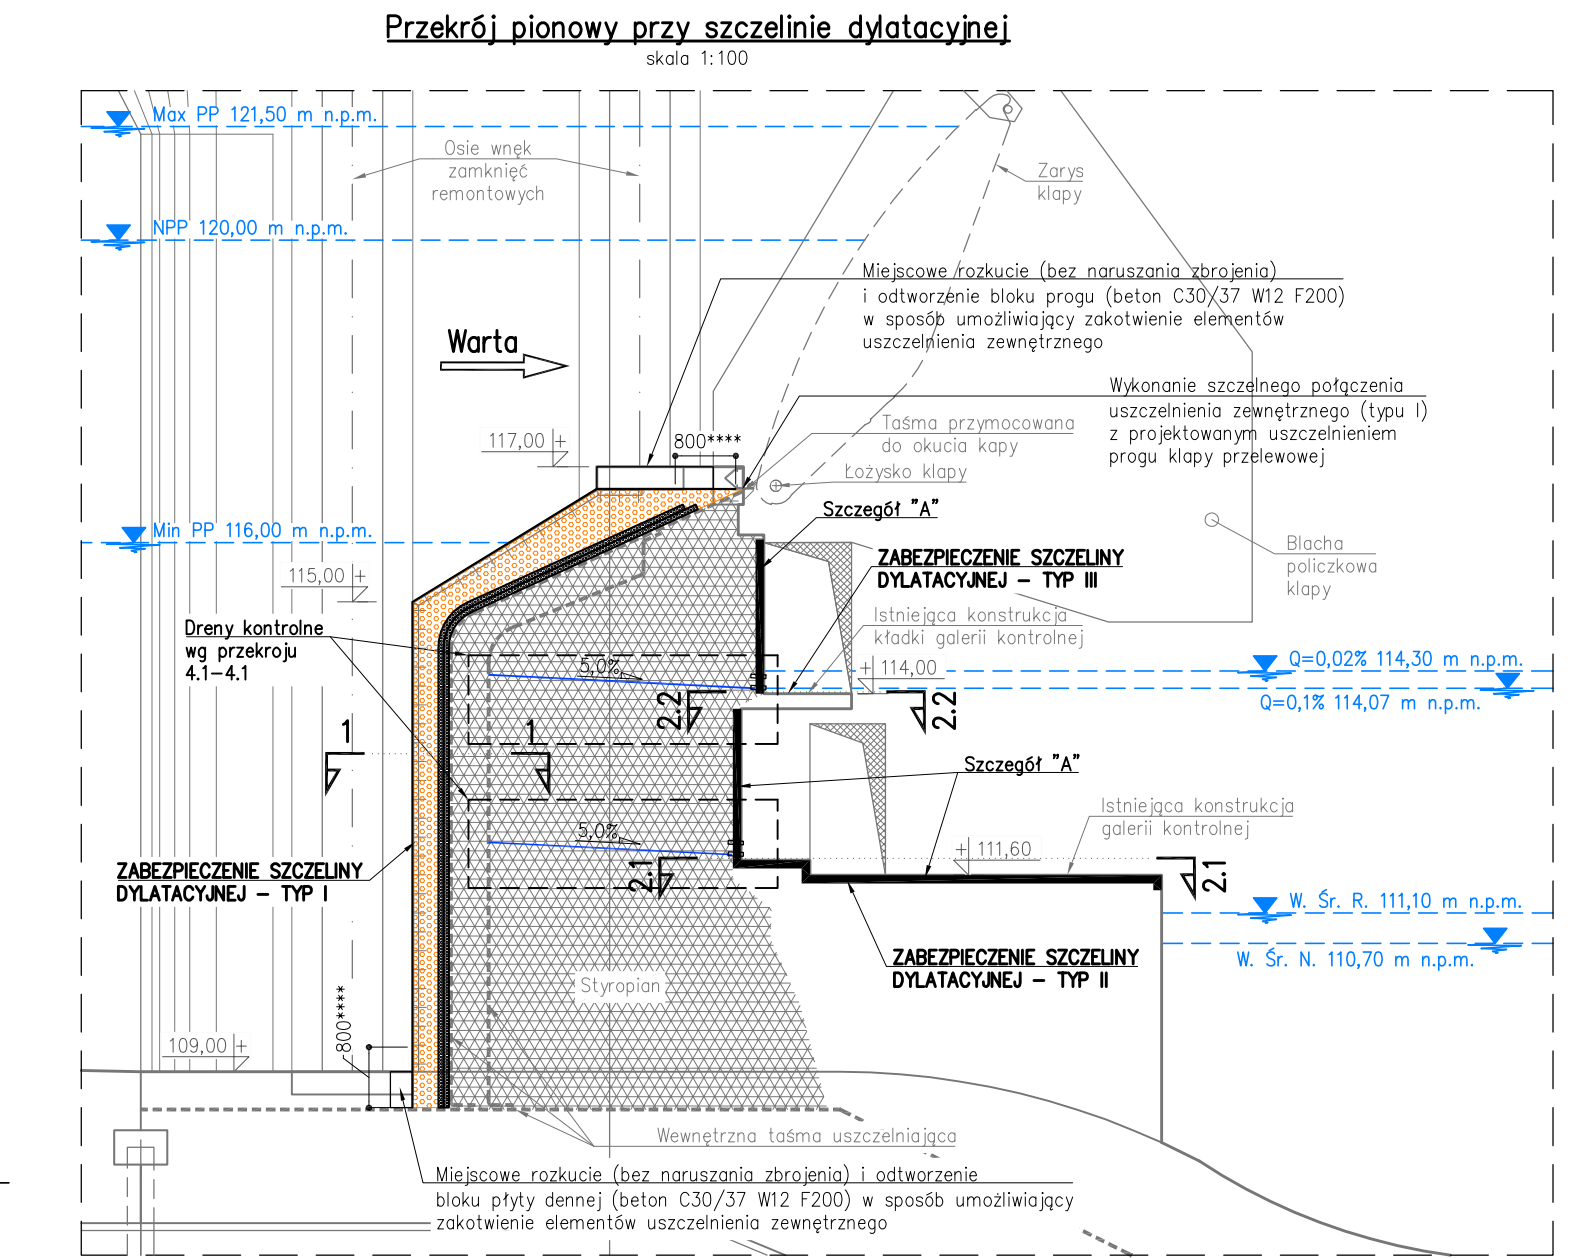 Przekrój pionowy przy szczelinie dylatacyjnej
skala 1:100
Max PP 121,50 m n.p.m.
Osie wnęk
zamknięć
remontowych
Zarys
klapy
NPP 120,00 m n.p.m.
Miejscowe rozkucie (bez naruszania zbrojenia)
i odtworzenie bloku progu (beton C30/37 W12 F200)
w sposób umożliwiający zakotwienie elementów
uszczelnienia zewnętrznego
Warta
Wykonanie szczelnego połączenia
uszczelnienia zewnętrznego (typu I)
z projektowanym uszczelnieniem
progu klapy przelewowej
Taśma przymocowana
do okucia kapy
117,00
800****
Łożysko klapy
Szczegół "A"
Min PP 116,00 m n.p.m.
Blacha
policzkowa
klapy
ZABEZPIECZENIE SZCZELINY
DYLATACYJNEJ – TYP III
115,00
Istniejąca konstrukcja
kładki galerii kontrolnej
Dreny kontrolne
wg przekroju
4.1–4.1
5,0%
114,00
Q=0,02% 114,30 m n.p.m.
Q=0,1% 114,07 m n.p.m.
2.2
2.2
1
1
Szczegół "A"
Istniejąca konstrukcja
galerii kontrolnej
5,0%
111,60
2.1
2.1
ZABEZPIECZENIE SZCZELINY
DYLATACYJNEJ – TYP I
W. Śr. R. 111,10 m n.p.m.
W. Śr. N. 110,70 m n.p.m.
ZABEZPIECZENIE SZCZELINY
DYLATACYJNEJ – TYP II
Styropian
800****
109,00
Wewnętrzna taśma uszczelniająca
Miejscowe rozkucie (bez naruszania zbrojenia) i odtworzenie
bloku płyty dennej (beton C30/37 W12 F200) w sposób umożliwiający
zakotwienie elementów uszczelnienia zewnętrznego